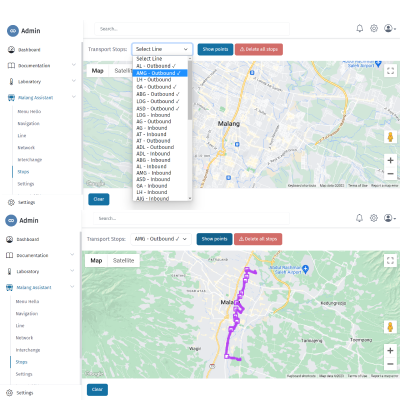 Admin
Search...
Dashboard
Transport Stops:
Select Line
Show points
Delete all stops
Documentation
Laboratory
Malang Assistant
Menu Hello
Navigation
Line
Network
Interchange
Stops
Settings
Settings
Select Line
AL - Outbound ✓
AMG - Outbound ✓
LH - Outbound
GA - Outbound ✓
ABG - Outbound ✓
LDG - Outbound ✓
ASD - Outbound ✓
LDG - Inbound
AG - Outbound
AG - Inbound
AT - Inbound
AT - Outbound
ADL - Outbound
ADL - Inbound
ABG - Inbound
AL - Inbound
AMG - Inbound
ASD - Inbound
GA - Inbound
LH - Inbound
Map
Satellite
Saleh Airport
Malang
Keyboard shortcuts
Map data ©2023
Terms of Use
Report a map error
Clear
Admin
Search...
Dashboard
Transport Stops:
AMG - Outbound ✓
Show points
Delete all stops
Documentation
Laboratory
Malang Assistant
Menu Hello
Navigation
Line
Network
Interchange
Stops
Settings
Settings
Map
Satellite
Abdul Rachman
Saleh Airport
Malang
Kedungrejo
Wagir
Tumpang
Keyboard shortcuts
Map data ©2023
Terms of Use
Report a map error
Clear